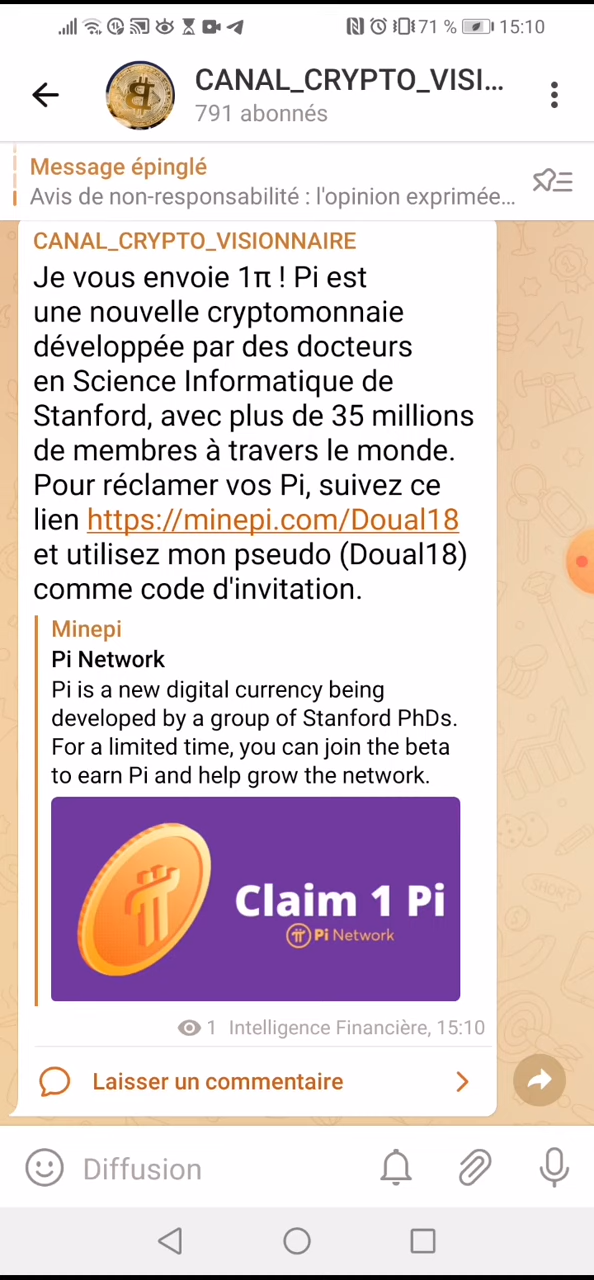 71 % 15:10
CANAL_CRYPTO_VISI...
791 abonnés
Message épinglé
Avis de non-responsabilité : l'opinion exprimée...
CANAL_CRYPTO_VISIONNAIRE
Je vous envoie 1π ! Pi est
une nouvelle cryptomonnaie
développée par des docteurs
en Science Informatique de
Stanford, avec plus de 35 millions
de membres à travers le monde.
Pour réclamer vos Pi, suivez ce
lien https://minepi.com/Doual18
et utilisez mon pseudo (Doual18)
comme code d'invitation.
Minepi
Pi Network
Pi is a new digital currency being
developed by a group of Stanford PhDs.
For a limited time, you can join the beta
to earn Pi and help grow the network.
Claim 1 Pi
Pi Network
1 Intelligence Financière, 15:10
Laisser un commentaire
Diffusion
SHORT